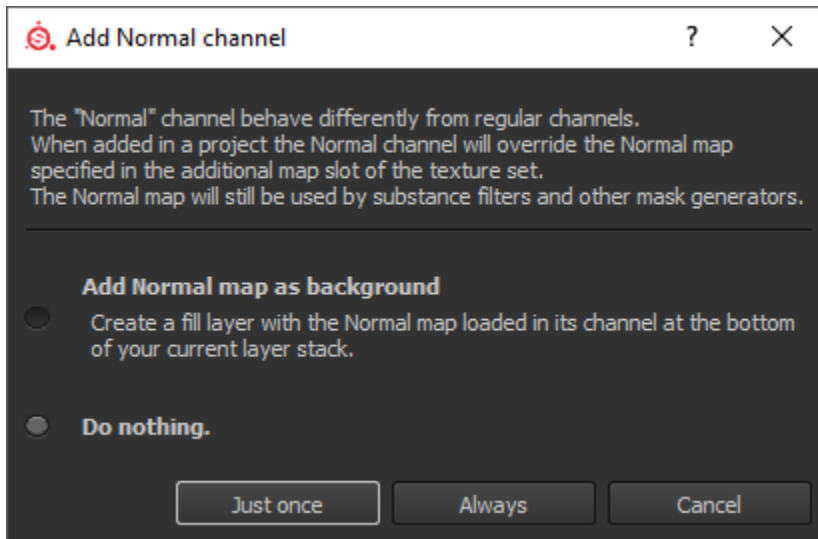 Add Normal channel ? ×
The "Normal" channel behave differently from regular channels.
When added in a project the Normal channel will override the Normal map
specified in the additional map slot of the texture set.
The Normal map will still be used by substance filters and other mask generators.
Add Normal map as background
Create a fill layer with the Normal map loaded in its channel at the bottom
of your current layer stack.
Do nothing.
Just once Always Cancel